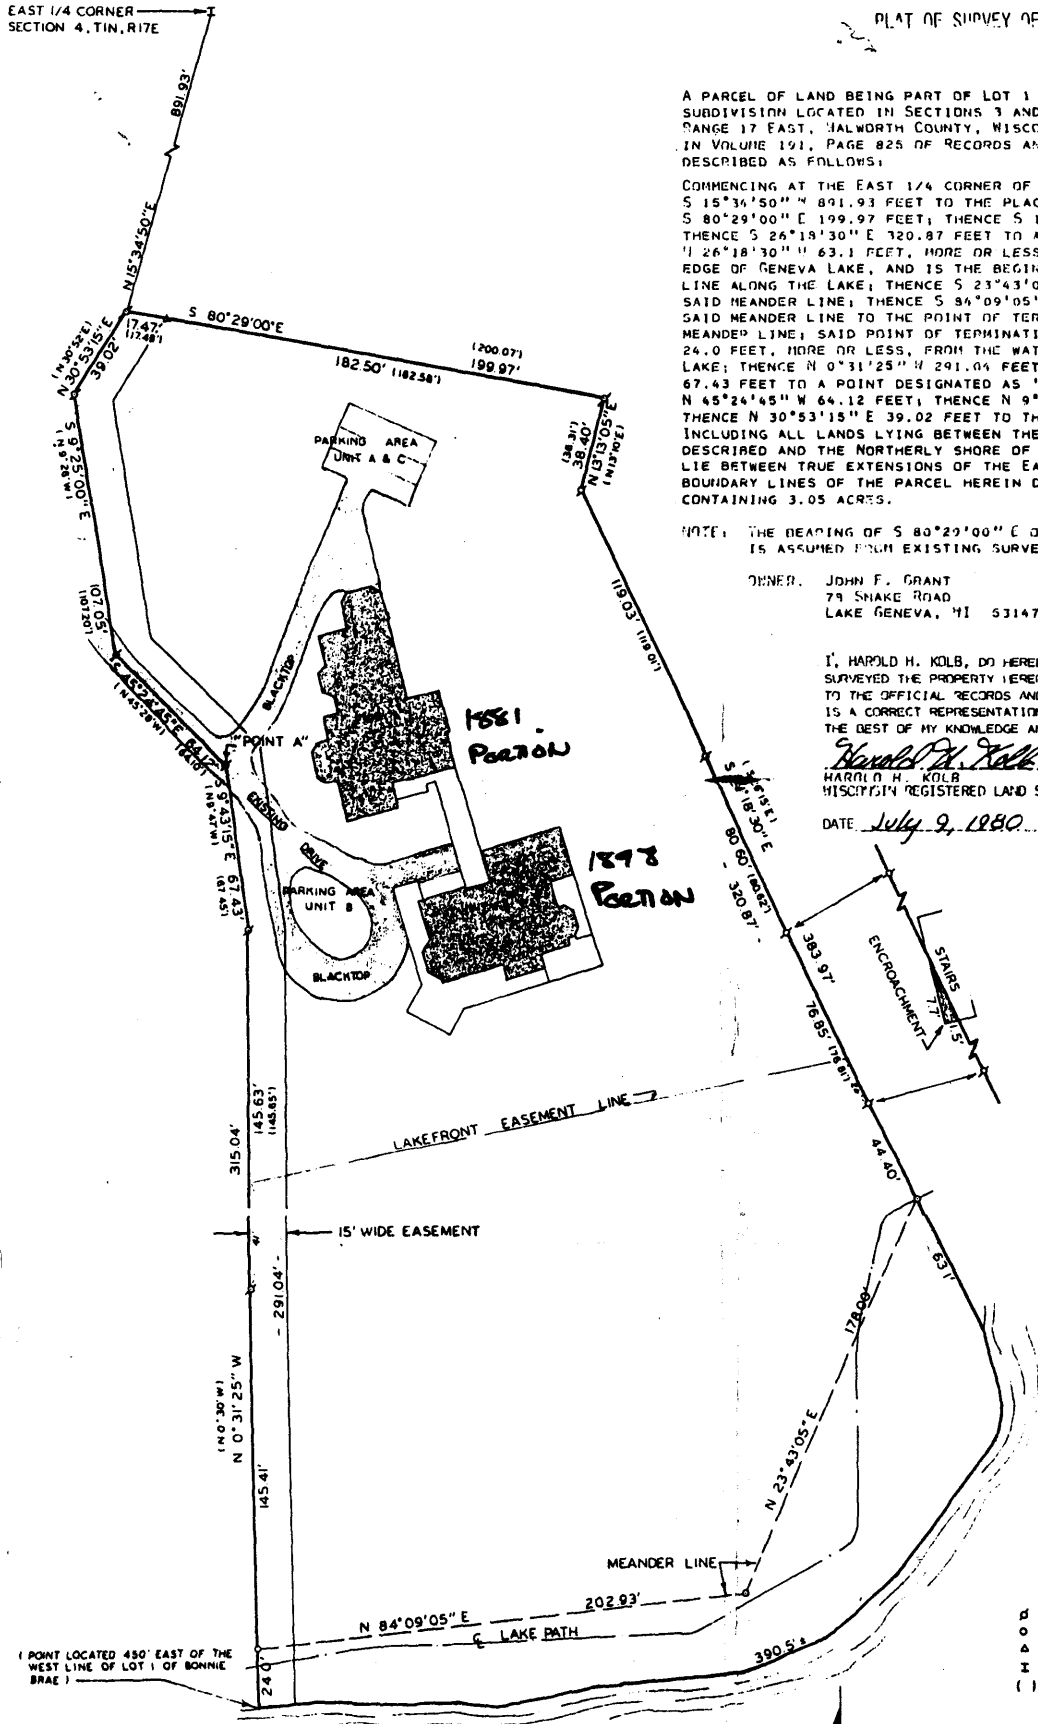 EAST 1/4 CORNER
SECTION 4, T1N, R17E
PLAT OF SURVEY OF
891.93'
N 15°34'50" E
A PARCEL OF LAND BEING PART OF LOT 1
SUBDIVISION LOCATED IN SECTIONS 3 AND
RANGE 17 EAST, WALWORTH COUNTY, WISCO
IN VOLUME 191, PAGE 825 OF RECORDS AN
DESCRIBED AS FOLLOWS:
COMMENCING AT THE EAST 1/4 CORNER OF
S 15°34'50" W 891.93 FEET TO THE PLAC
S 80°29'00" E 199.97 FEET; THENCE S 1
THENCE S 26°18'30" E 320.87 FEET TO A
N 26°18'30" W 63.1 FEET, MORE OR LESS
EDGE OF GENEVA LAKE, AND IS THE BEGIN
LINE ALONG THE LAKE; THENCE S 23°43'0
SAID MEANDER LINE; THENCE S 84°09'05"
SAID MEANDER LINE TO THE POINT OF TER
MEANDER LINE; SAID POINT OF TERMINATI
24.0 FEET, MORE OR LESS, FROM THE WAT
LAKE; THENCE N 0°31'25" W 291.04 FEET
67.43 FEET TO A POINT DESIGNATED AS "
N 45°24'45" W 64.12 FEET; THENCE N 9°
THENCE N 30°53'15" E 39.02 FEET TO TH
INCLUDING ALL LANDS LYING BETWEEN THE
DESCRIBED AND THE NORTHERLY SHORE OF
LIE BETWEEN TRUE EXTENSIONS OF THE EA
BOUNDARY LINES OF THE PARCEL HEREIN D
CONTAINING 3.05 ACRES.
NOTE: THE BEARING OF S 80°29'00" E O
IS ASSUMED FROM EXISTING SURVE
OWNER: JOHN F. GRANT
79 SNAKE ROAD
LAKE GENEVA, WI 53147
I, HAROLD H. KOLB, DO HERE
SURVEYED THE PROPERTY HERE
TO THE OFFICIAL RECORDS AND
IS A CORRECT REPRESENTATION
THE BEST OF MY KNOWLEDGE A
Harold H. Kolb
HAROLD H. KOLB
WISCONSIN REGISTERED LAND S
DATE July 9, 1980
S 80°29'00" E
17.47'
(17.48')
182.50' (182.58')
(200.07')
199.97'
(N 30°52' E)
N 30°53'15" E
39.02'
(38.31')
38.40'
N 13°13'05" E
(N 13°10' E)
S 9°25'00" E
(N 9°28' W)
107.05'
(107.20')
PARKING AREA
UNIT A & C
119.03' (119.01')
BLACKTOP
S 45°24'45" E 64.12'
(N 45°28' W)
"POINT A"
1881
PORTION
EXISTING
DRIVE
S 9°43'15" E 67.43'
(N 9°47' W)
(67.45')
PARKING AREA
UNIT B
BLACKTOP
1898
PORTION
18'30" E
80.60' (80.62')
- 320.87' -
383.97'
ENCROACHMENT
STAIRS
7.7'
1.5'
76.85' (76.81')
LAKEFRONT EASEMENT LINE
145.63'
(145.65')
315.04'
44.40'
15' WIDE EASEMENT
- 291.04' -
63.1'
178.00'
N 0°31'25" W
(N 0°30' W)
145.41'
N 23°43'05" E
MEANDER LINE
202.93'
N 84°09'05" E
℄ LAKE PATH
390.5'±
24.0'
( POINT LOCATED 450' EAST OF THE
WEST LINE OF LOT 1 OF BONNIE
BRAE )
( )